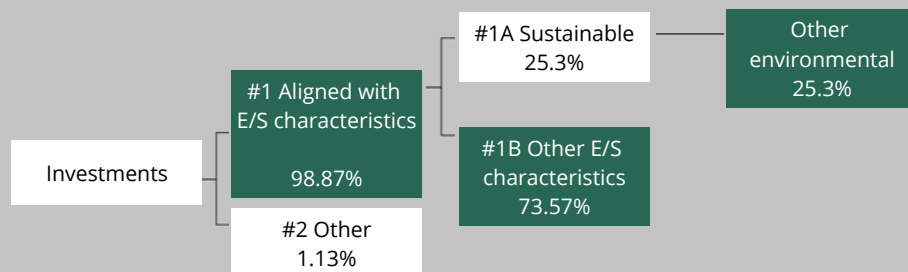 Investments
#1 Aligned with
E/S characteristics
98.87%
#2 Other
1.13%
#1A Sustainable
25.3%
#1B Other E/S
characteristics
73.57%
Other
environmental
25.3%